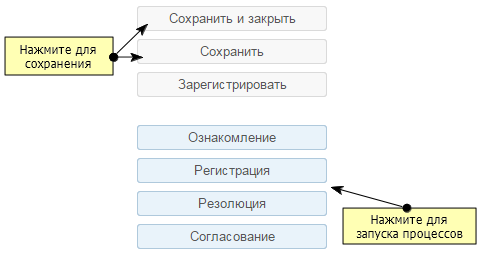 Сохранить и закрыть
Нажмите для
сохранения
Сохранить
Зарегистрировать
Ознакомление
Регистрация
Резолюция
Согласование
Нажмите для
запуска процессов